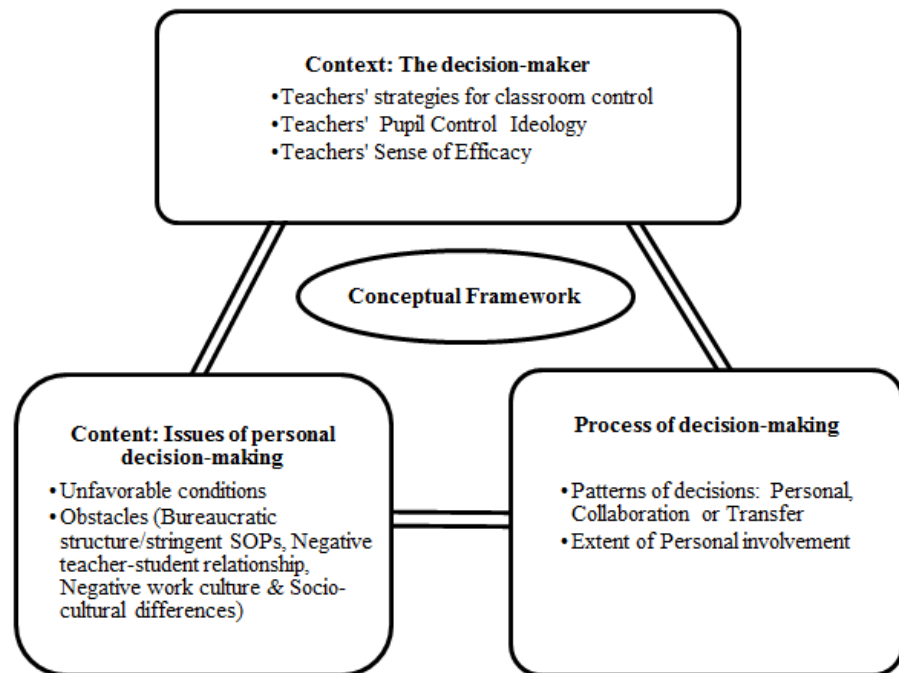 Context: The decision-maker
•Teachers' strategies for classroom control
•Teachers' Pupil Control Ideology
•Teachers' Sense of Efficacy
Conceptual Framework
Content: Issues of personal
decision-making
•Unfavorable conditions
•Obstacles (Bureaucratic
structure/stringent SOPs, Negative
teacher-student relationship,
Negative work culture & Socio-
cultural differences)
Process of decision-making
•Patterns of decisions: Personal,
Collaboration or Transfer
•Extent of Personal involvement